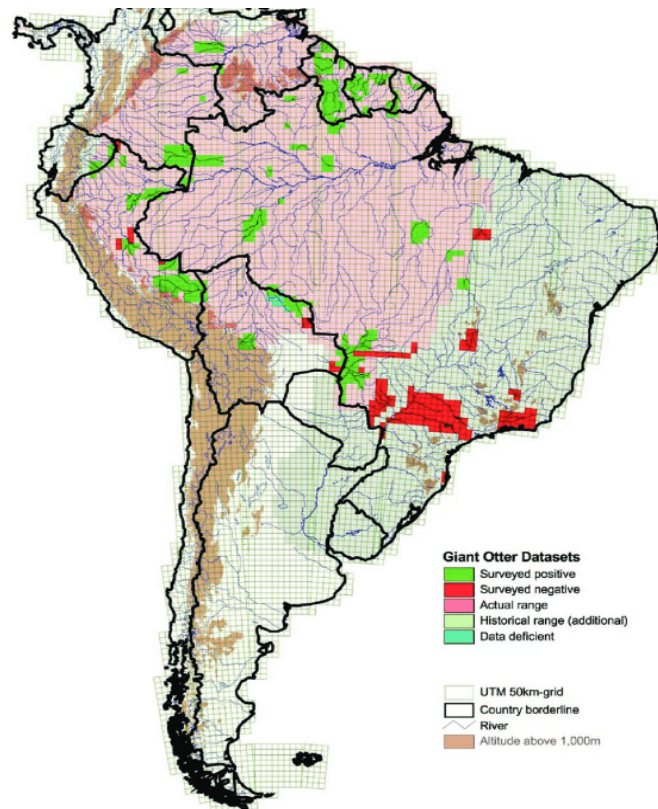 Giant Otter Datasets
Surveyed positive
Surveyed negative
Actual range
Historical range (additional)
Data deficient
UTM 50km-grid
Country borderline
River
Altitude above 1,000m